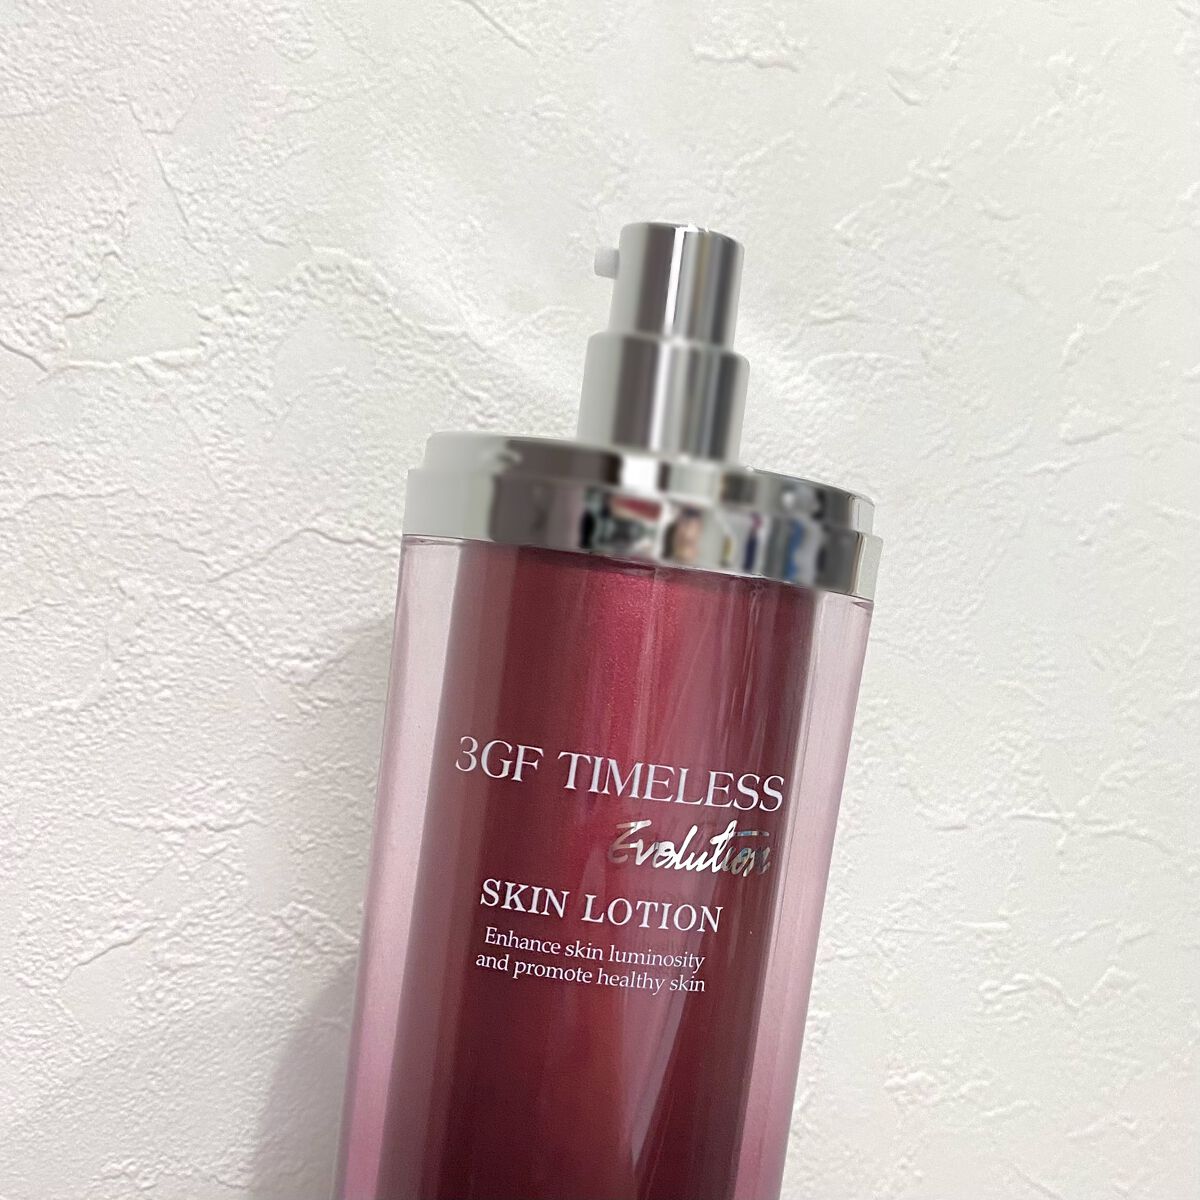 3GF TIMELESS
Evolution
SKIN LOTION
Enhance skin luminosity
and promote healthy skin